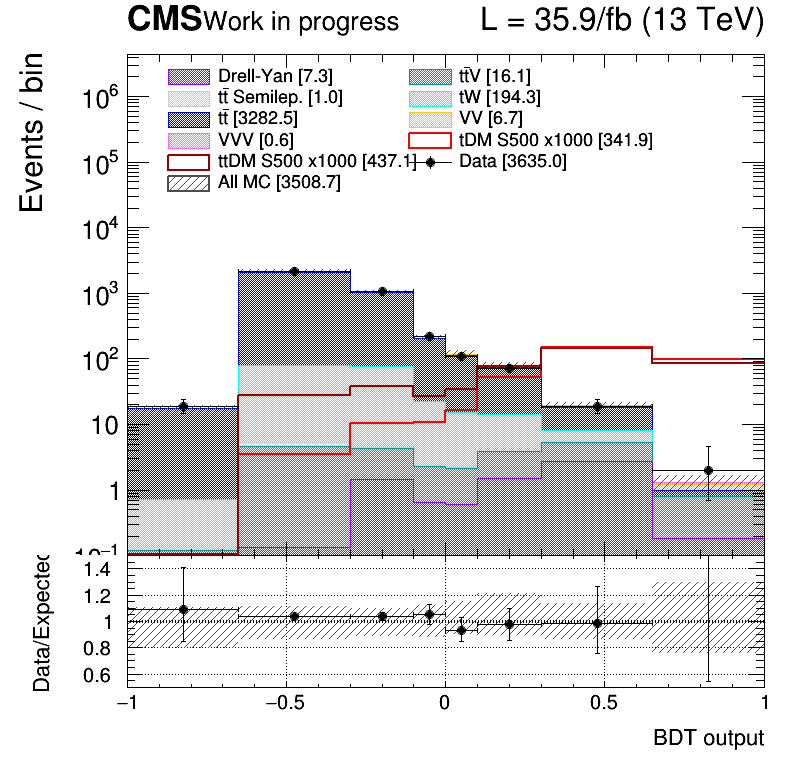 CMS Work in progress L = 35.9/fb (13 TeV)
Events / bin
Drell-Yan [7.3] tt̄V [16.1]
tt̄ Semilep. [1.0] tW [194.3]
tt̄ [3282.5] VV [6.7]
VVV [0.6] tDM S500 x1000 [341.9]
ttDM S500 x1000 [437.1] Data [3635.0]
All MC [3508.7]
10⁶
10⁵
10⁴
10³
10²
10
1
10⁻¹
Data/Expected
1.4
1.2
1
0.8
0.6
−1 −0.5 0 0.5 1
BDT output